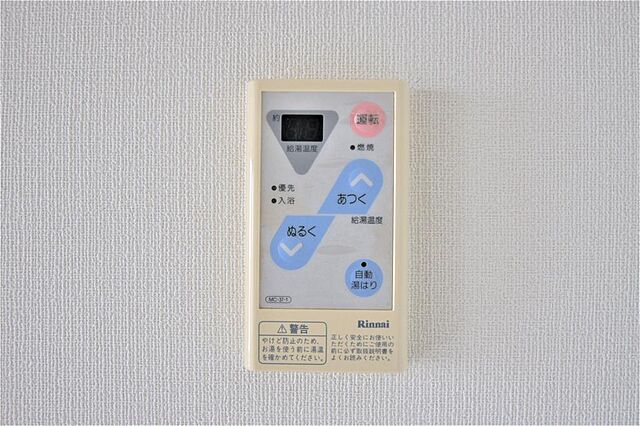 約
運転
給湯温度
燃焼
優先
入浴
あつく
給湯温度
ぬるく
自動
湯はり
MC-37-1
Rinnai
警告
やけど防止のため、
お湯を使う前に湯温
を確かめてください。
正しく安全にお使いい
ただくためにご使用の
前に必ず取扱説明書を
よくお読みください。